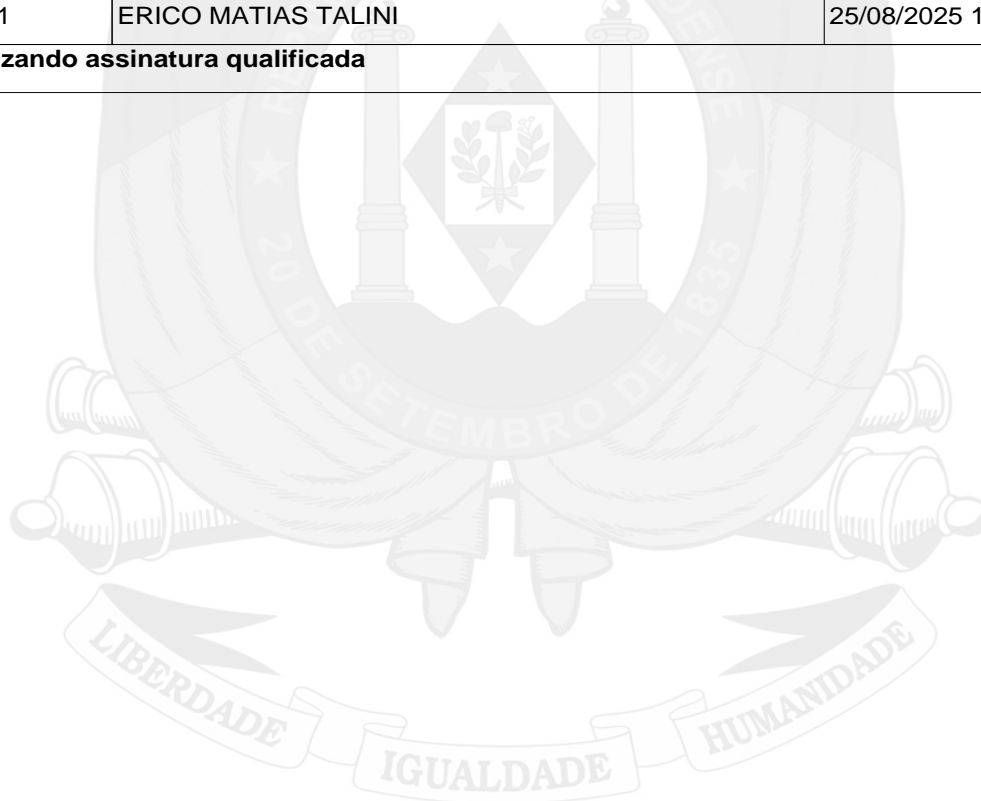 1 ERICO MATIAS TALINI 25/08/2025 1
zando assinatura qualificada
20 DE SETEMBRO DE 1835
LIBERDADE IGUALDADE HUMANIDADE